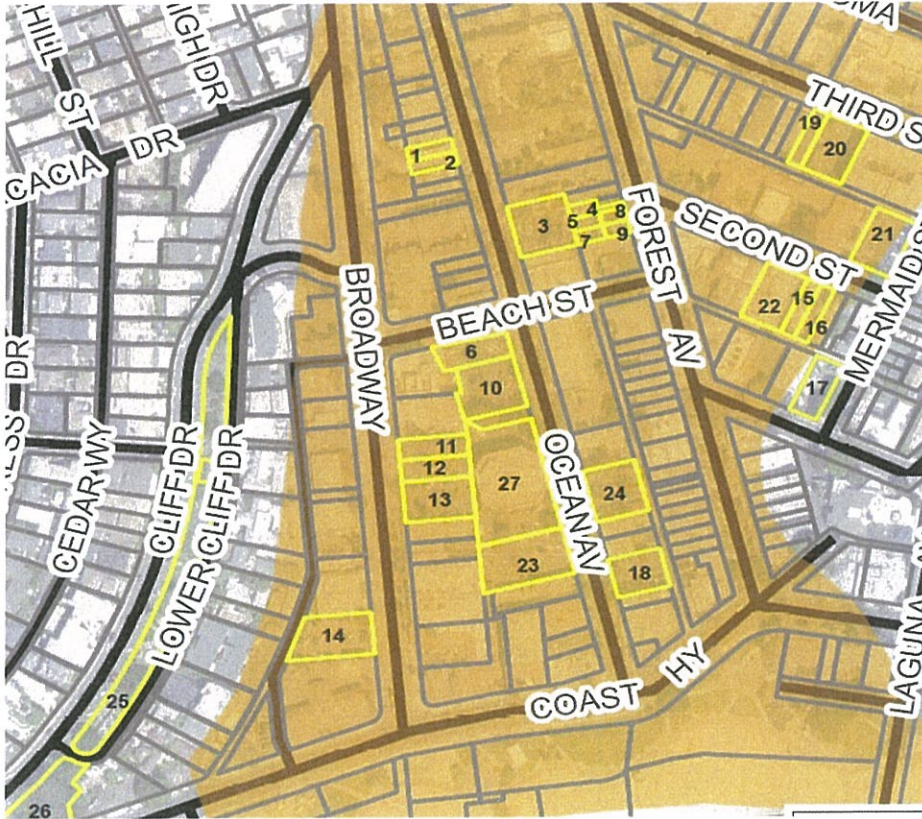 HILL ST
HIGH DR
ACACIA DR
THIRD S
19
20
1
2
3
4
5
7
8
9
FOREST AV
SECOND ST
21
22
15
16
17
MERMAID S
BROADWAY
BEACH ST
6
10
11
12
13
27
OCEAN AV
24
23
18
ESS DR
CEDAR WY
CLIFF DR
LOWER CLIFF DR
14
25
26
COAST HY
LAGUNA